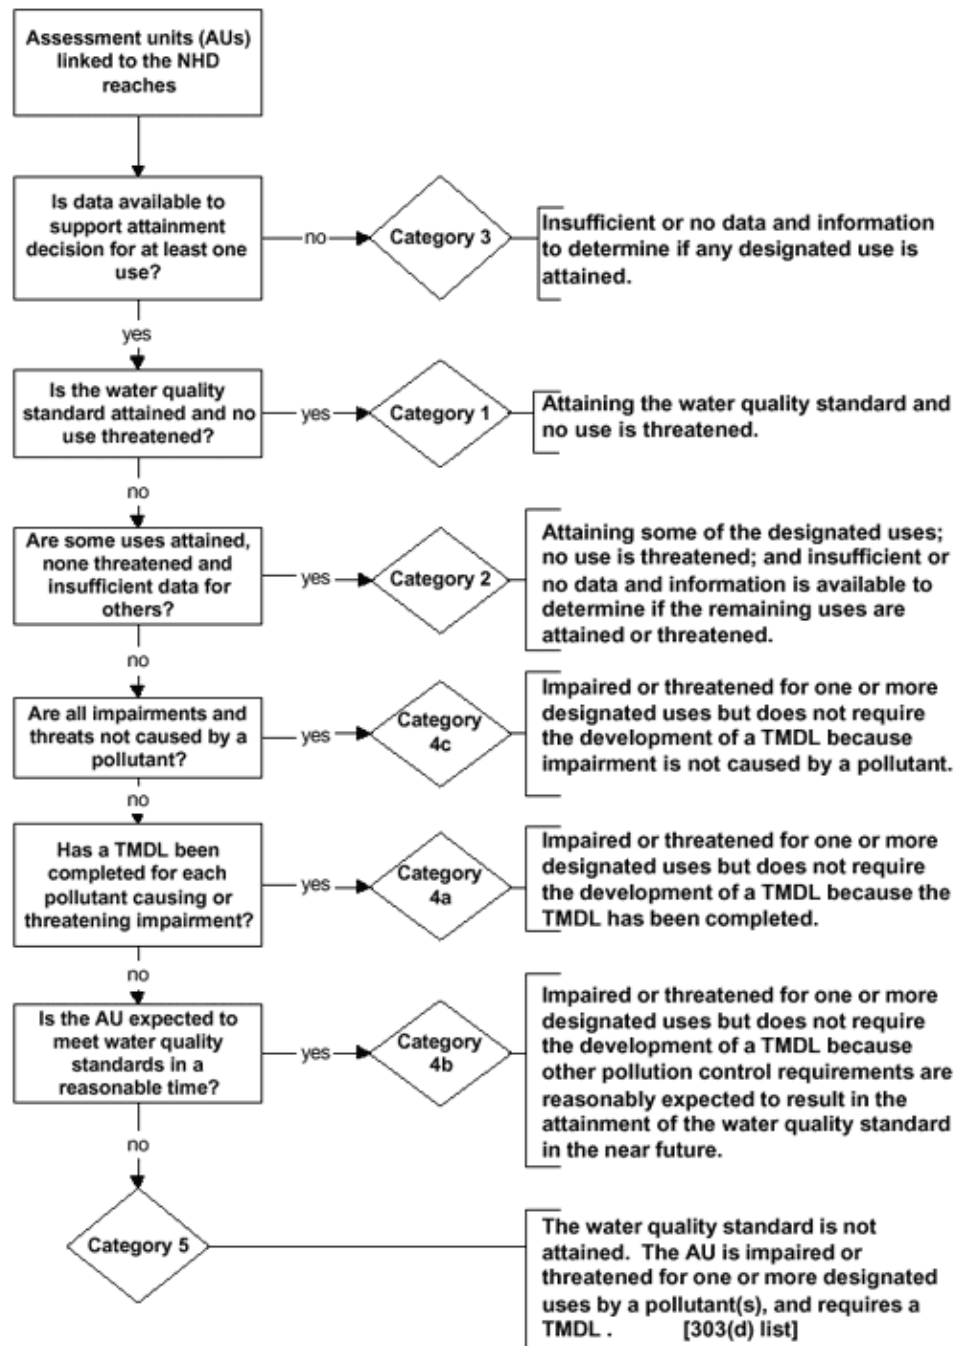 Assessment units (AUs)
linked to the NHD
reaches
Is data available to
support attainment
decision for at least one
use?
no
Category 3
Insufficient or no data and information
to determine if any designated use is
attained.
yes
Is the water quality
standard attained and no
use threatened?
yes
Category 1
Attaining the water quality standard and
no use is threatened.
no
Are some uses attained,
none threatened and
insufficient data for
others?
yes
Category 2
Attaining some of the designated uses;
no use is threatened; and insufficient or
no data and information is available to
determine if the remaining uses are
attained or threatened.
no
Are all impairments and
threats not caused by a
pollutant?
yes
Category
4c
Impaired or threatened for one or more
designated uses but does not require
the development of a TMDL because
impairment is not caused by a pollutant.
no
Has a TMDL been
completed for each
pollutant causing or
threatening impairment?
yes
Category
4a
Impaired or threatened for one or more
designated uses but does not require
the development of a TMDL because the
TMDL has been completed.
no
Is the AU expected to
meet water quality
standards in a
reasonable time?
yes
Category
4b
Impaired or threatened for one or more
designated uses but does not require
the development of a TMDL because
other pollution control requirements are
reasonably expected to result in the
attainment of the water quality standard
in the near future.
no
Category 5
The water quality standard is not
attained. The AU is impaired or
threatened for one or more designated
uses by a pollutant(s), and requires a
TMDL . [303(d) list]